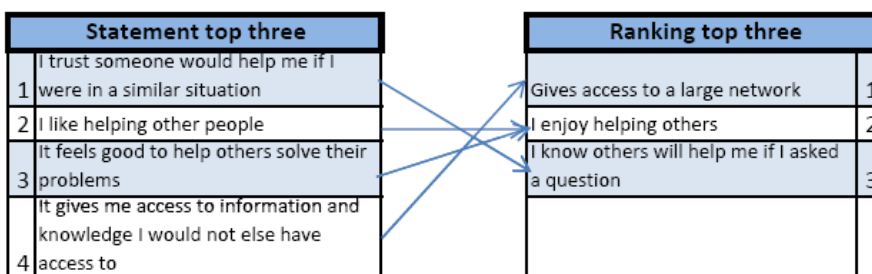 Statement top three
I trust someone would help me if I
1 were in a similar situation
2 I like helping other people
It feels good to help others solve their
3 problems
It gives me access to information and
knowledge I would not else have
4 access to
Ranking top three
Gives access to a large network 1
I enjoy helping others 2
I know others will help me if I asked
a question 3